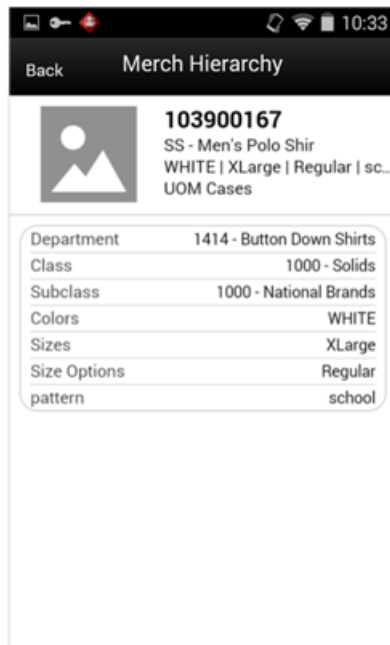 10:33
Back
Merch Hierarchy
103900167
SS - Men's Polo Shir
WHITE | XLarge | Regular | sc...
UOM Cases
Department 1414 - Button Down Shirts
Class 1000 - Solids
Subclass 1000 - National Brands
Colors WHITE
Sizes XLarge
Size Options Regular
pattern school